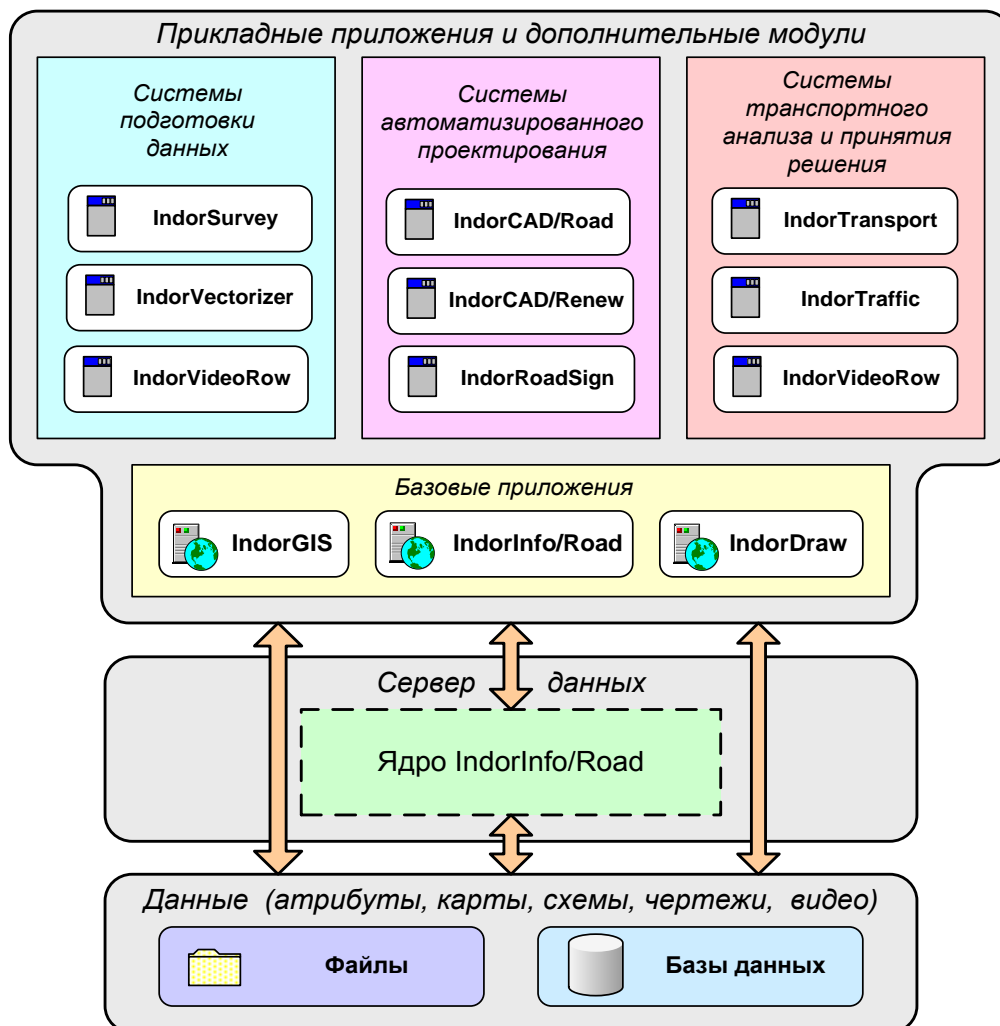 Прикладные приложения и дополнительные модули
Системы
подготовки
данных
IndorSurvey
IndorVectorizer
IndorVideoRow
Системы
автоматизированного
проектирования
IndorCAD/Road
IndorCAD/Renew
IndorRoadSign
Системы
транспортного
анализа и принятия
решения
IndorTransport
IndorTraffic
IndorVideoRow
Базовые приложения
IndorGIS
IndorInfo/Road
IndorDraw
Сервер данных
Ядро IndorInfo/Road
Данные (атрибуты, карты, схемы, чертежи, видео)
Файлы
Базы данных